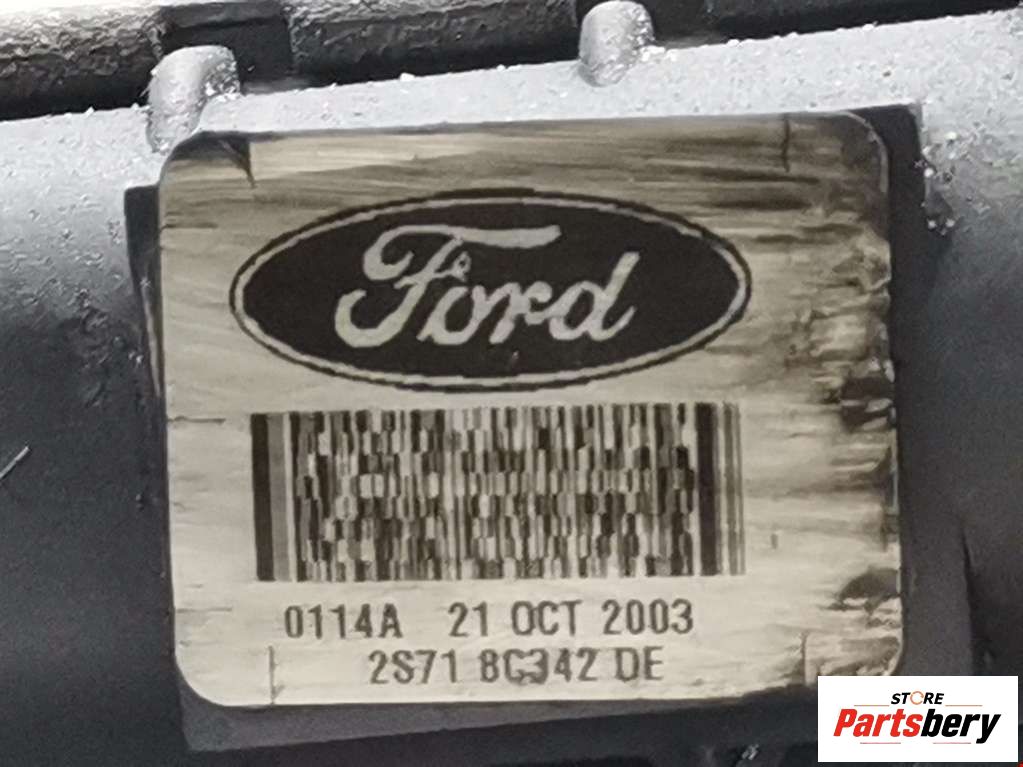 Ford
0114A 21 OCT 2003
2S71 8C342 DE
STORE
Partsbery